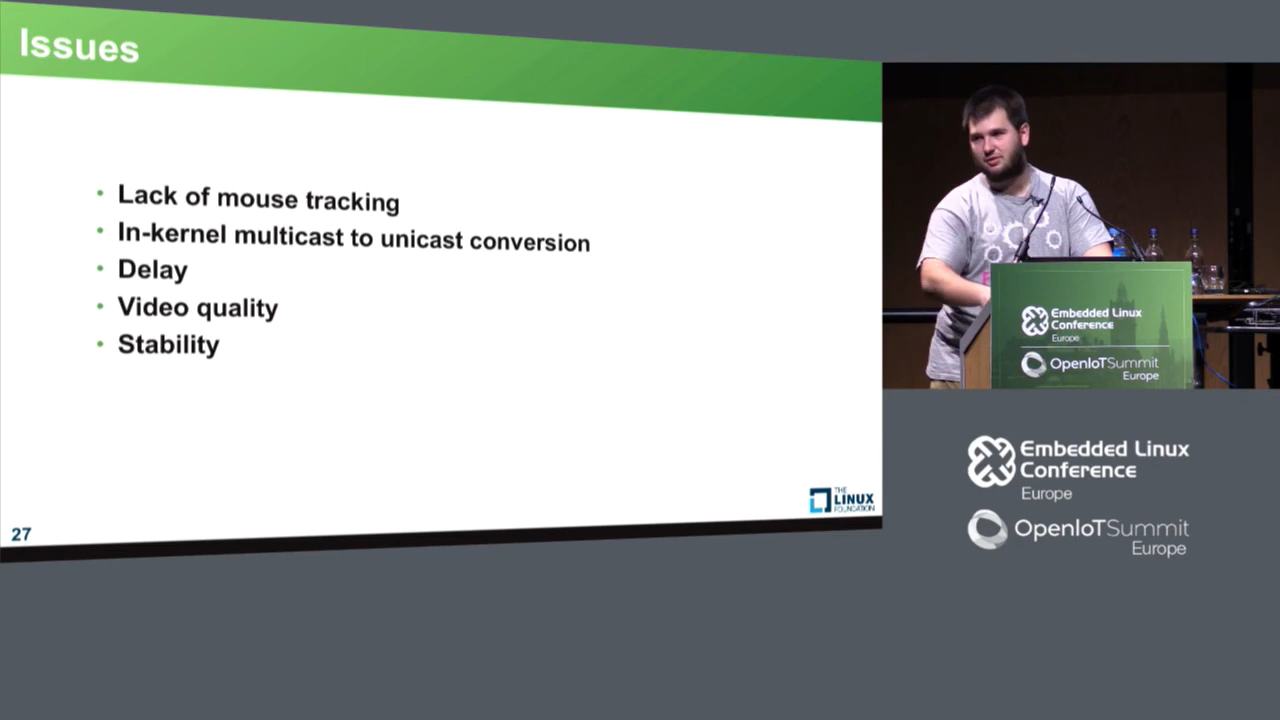 Issues
Lack of mouse tracking
In-kernel multicast to unicast conversion
Delay
Video quality
Stability
THE
LINUX
FOUNDATION
27
Embedded Linux
Conference
Europe
OpenIoTSummit
Europe
Embedded Linux
Conference
Europe
OpenIoTSummit
Europe